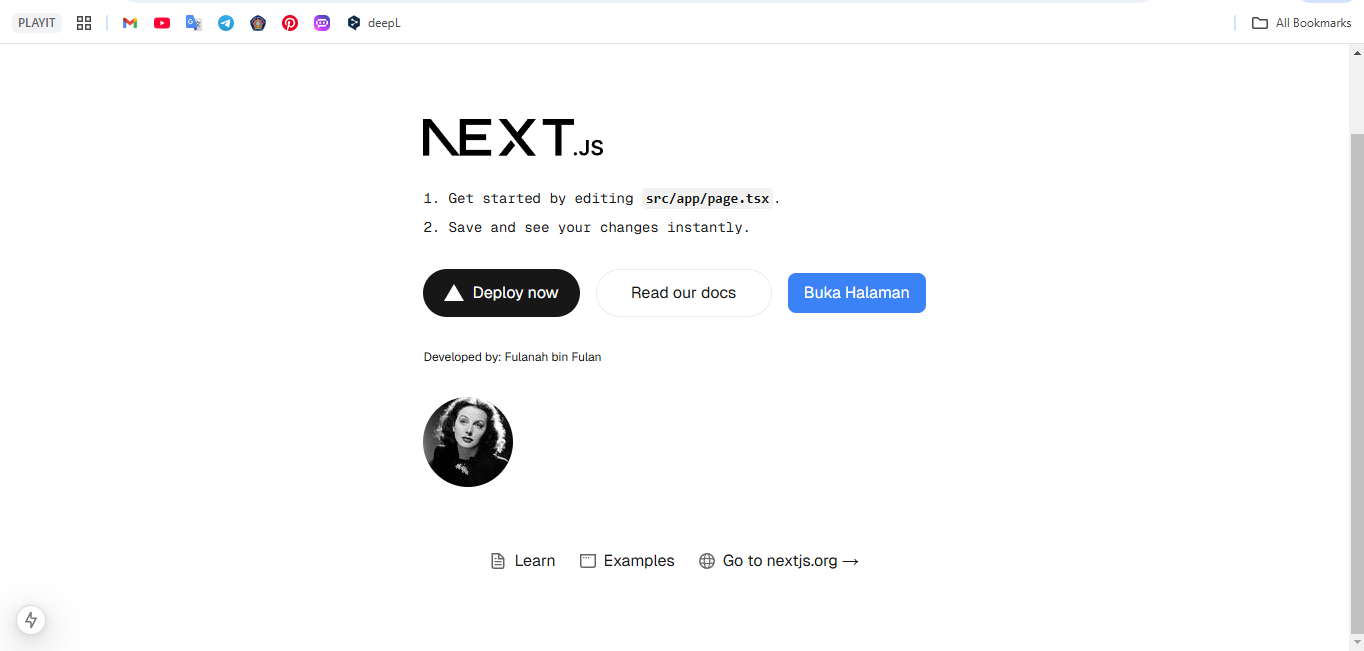 PLAYIT
deepL
All Bookmarks
NEXT.JS
1. Get started by editing src/app/page.tsx.
2. Save and see your changes instantly.
Deploy now
Read our docs
Buka Halaman
Developed by: Fulanah bin Fulan
Learn
Examples
Go to nextjs.org →